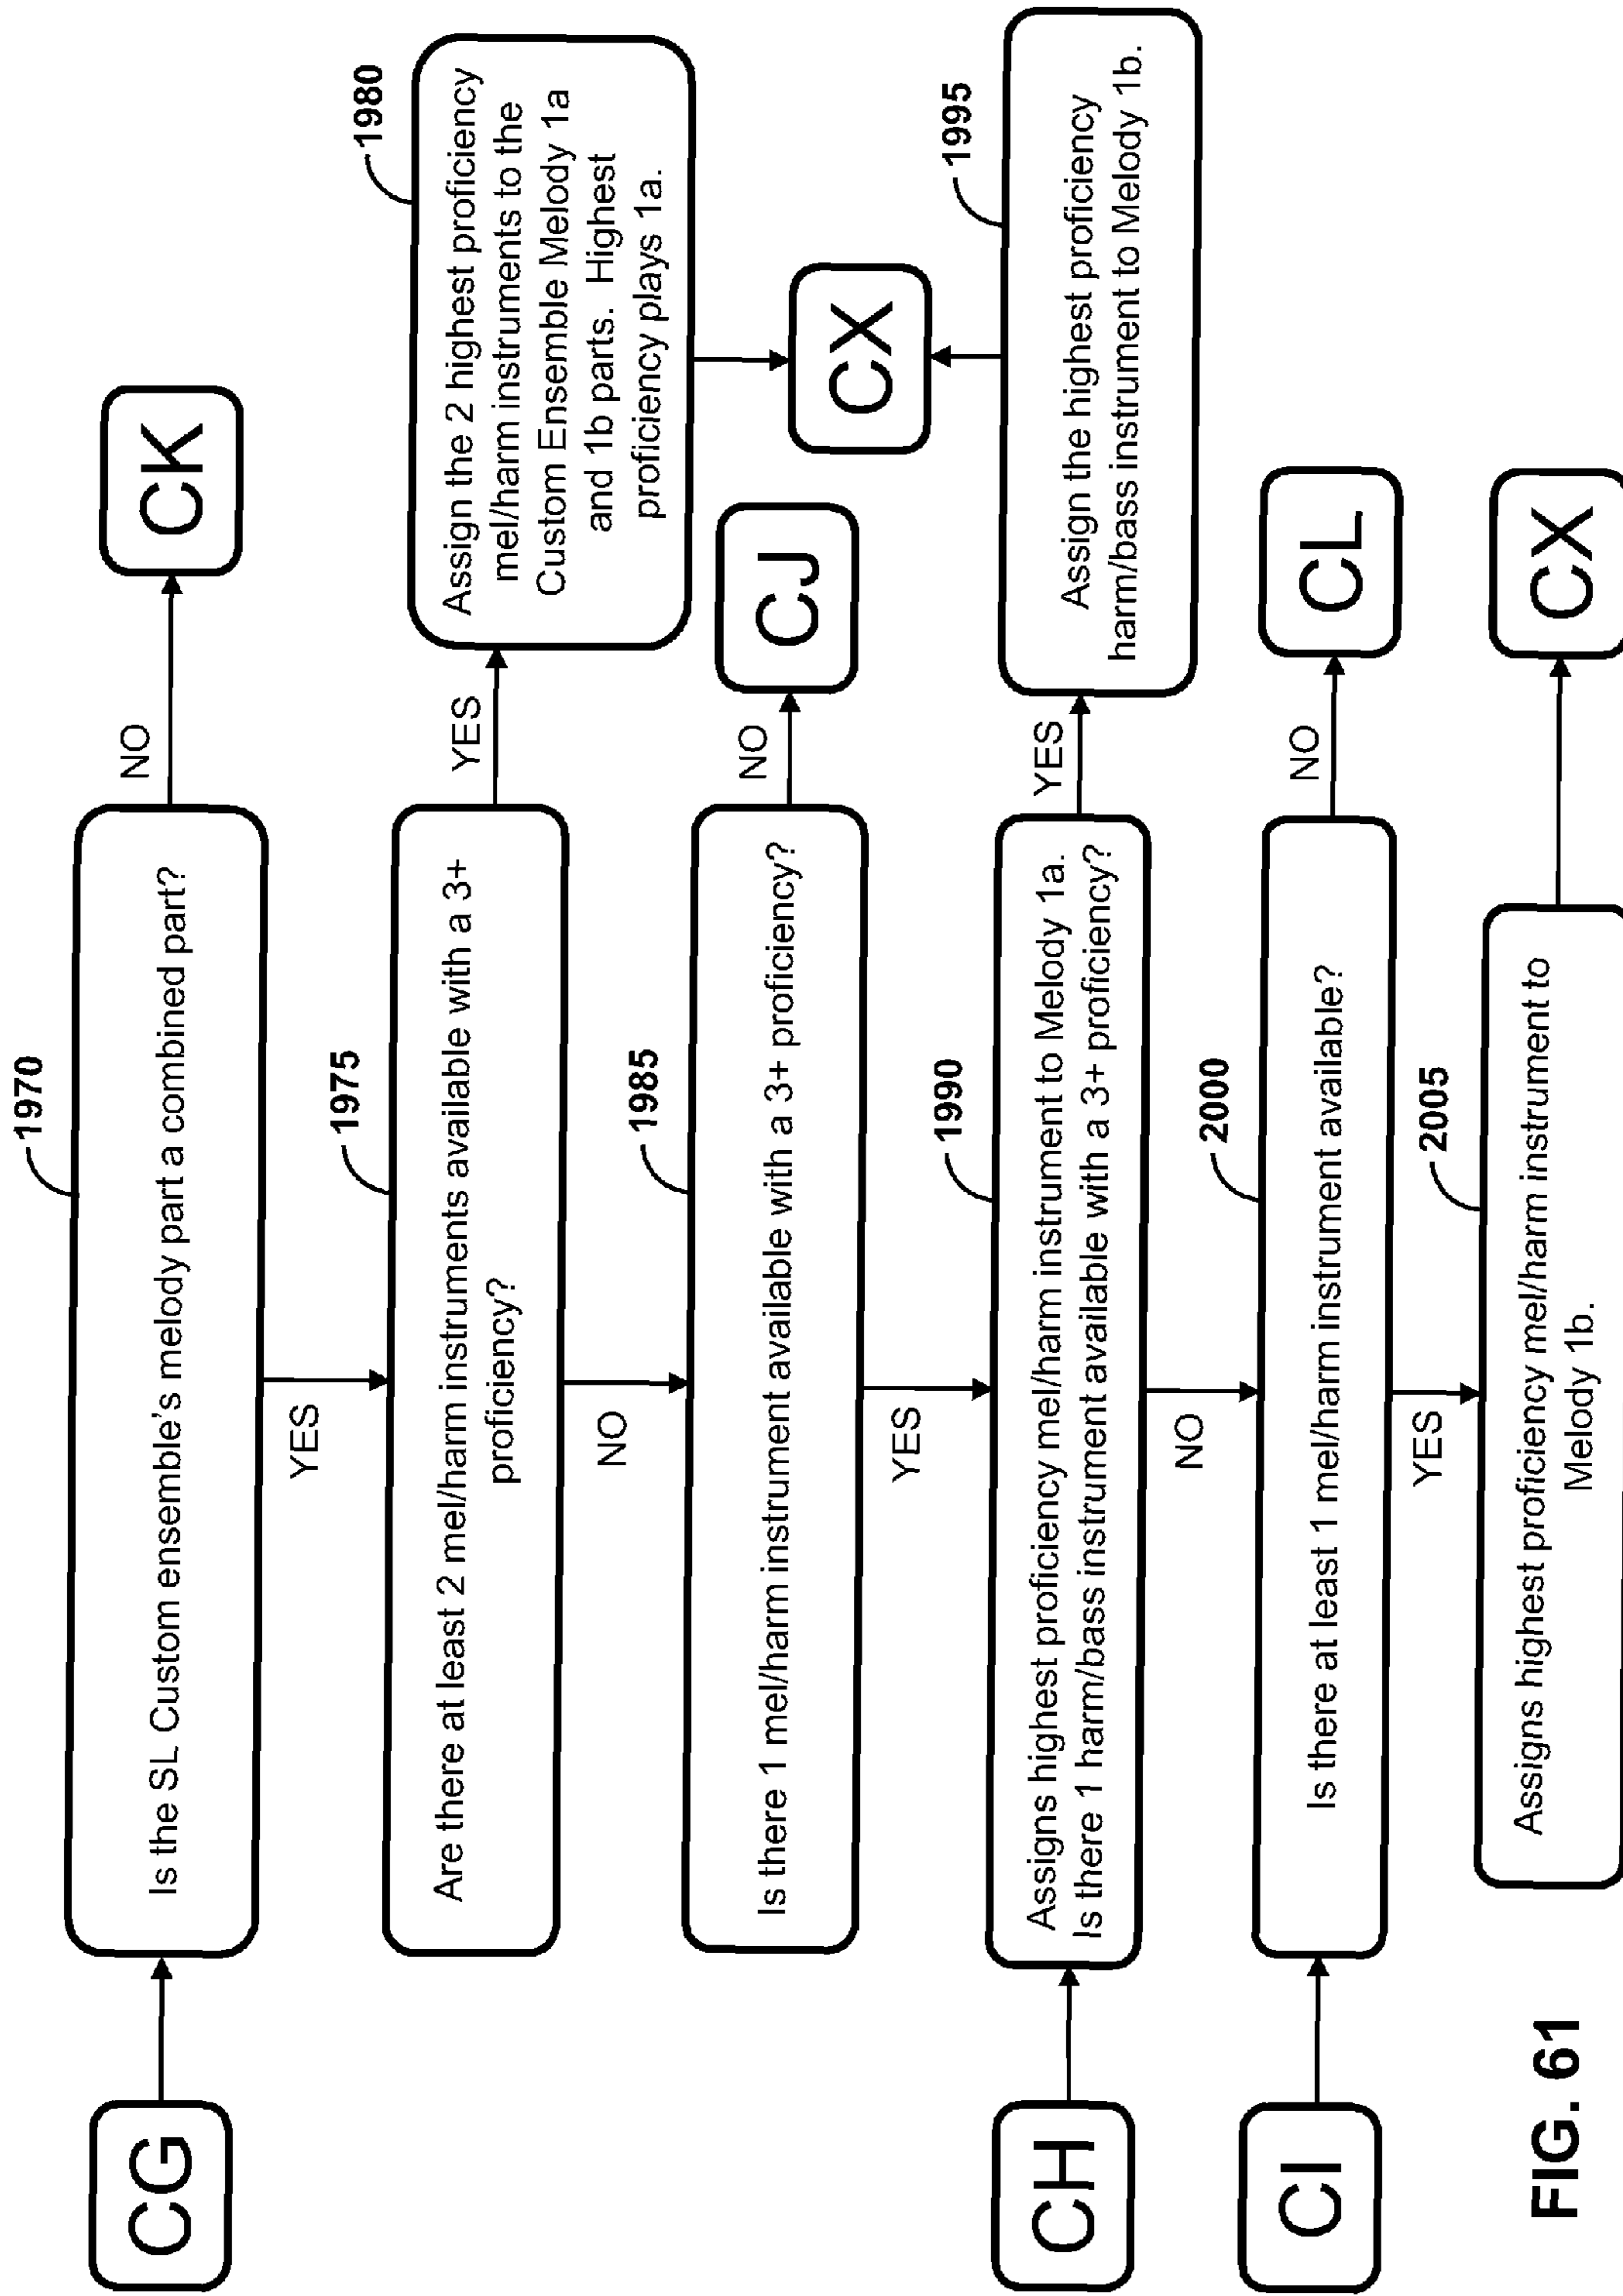 1970
CG
Is the SL Custom ensemble's melody part a combined part?
NO
CK
YES
1975
Are there at least 2 mel/harm instruments available with a 3+
proficiency?
YES
1980
Assign the 2 highest proficiency
mel/harm instruments to the
Custom Ensemble Melody 1a
and 1b parts. Highest
proficiency plays 1a.
NO
1985
Is there 1 mel/harm instrument available with a 3+ proficiency?
NO
CJ
CX
YES
1990
CH
Assigns highest proficiency mel/harm instrument to Melody 1a.
Is there 1 harm/bass instrument available with a 3+ proficiency?
YES
1995
Assign the highest proficiency
harm/bass instrument to Melody 1b.
NO
2000
CI
Is there at least 1 mel/harm instrument available?
NO
CL
YES
2005
Assigns highest proficiency mel/harm instrument to
Melody 1b.
CX
FIG. 61